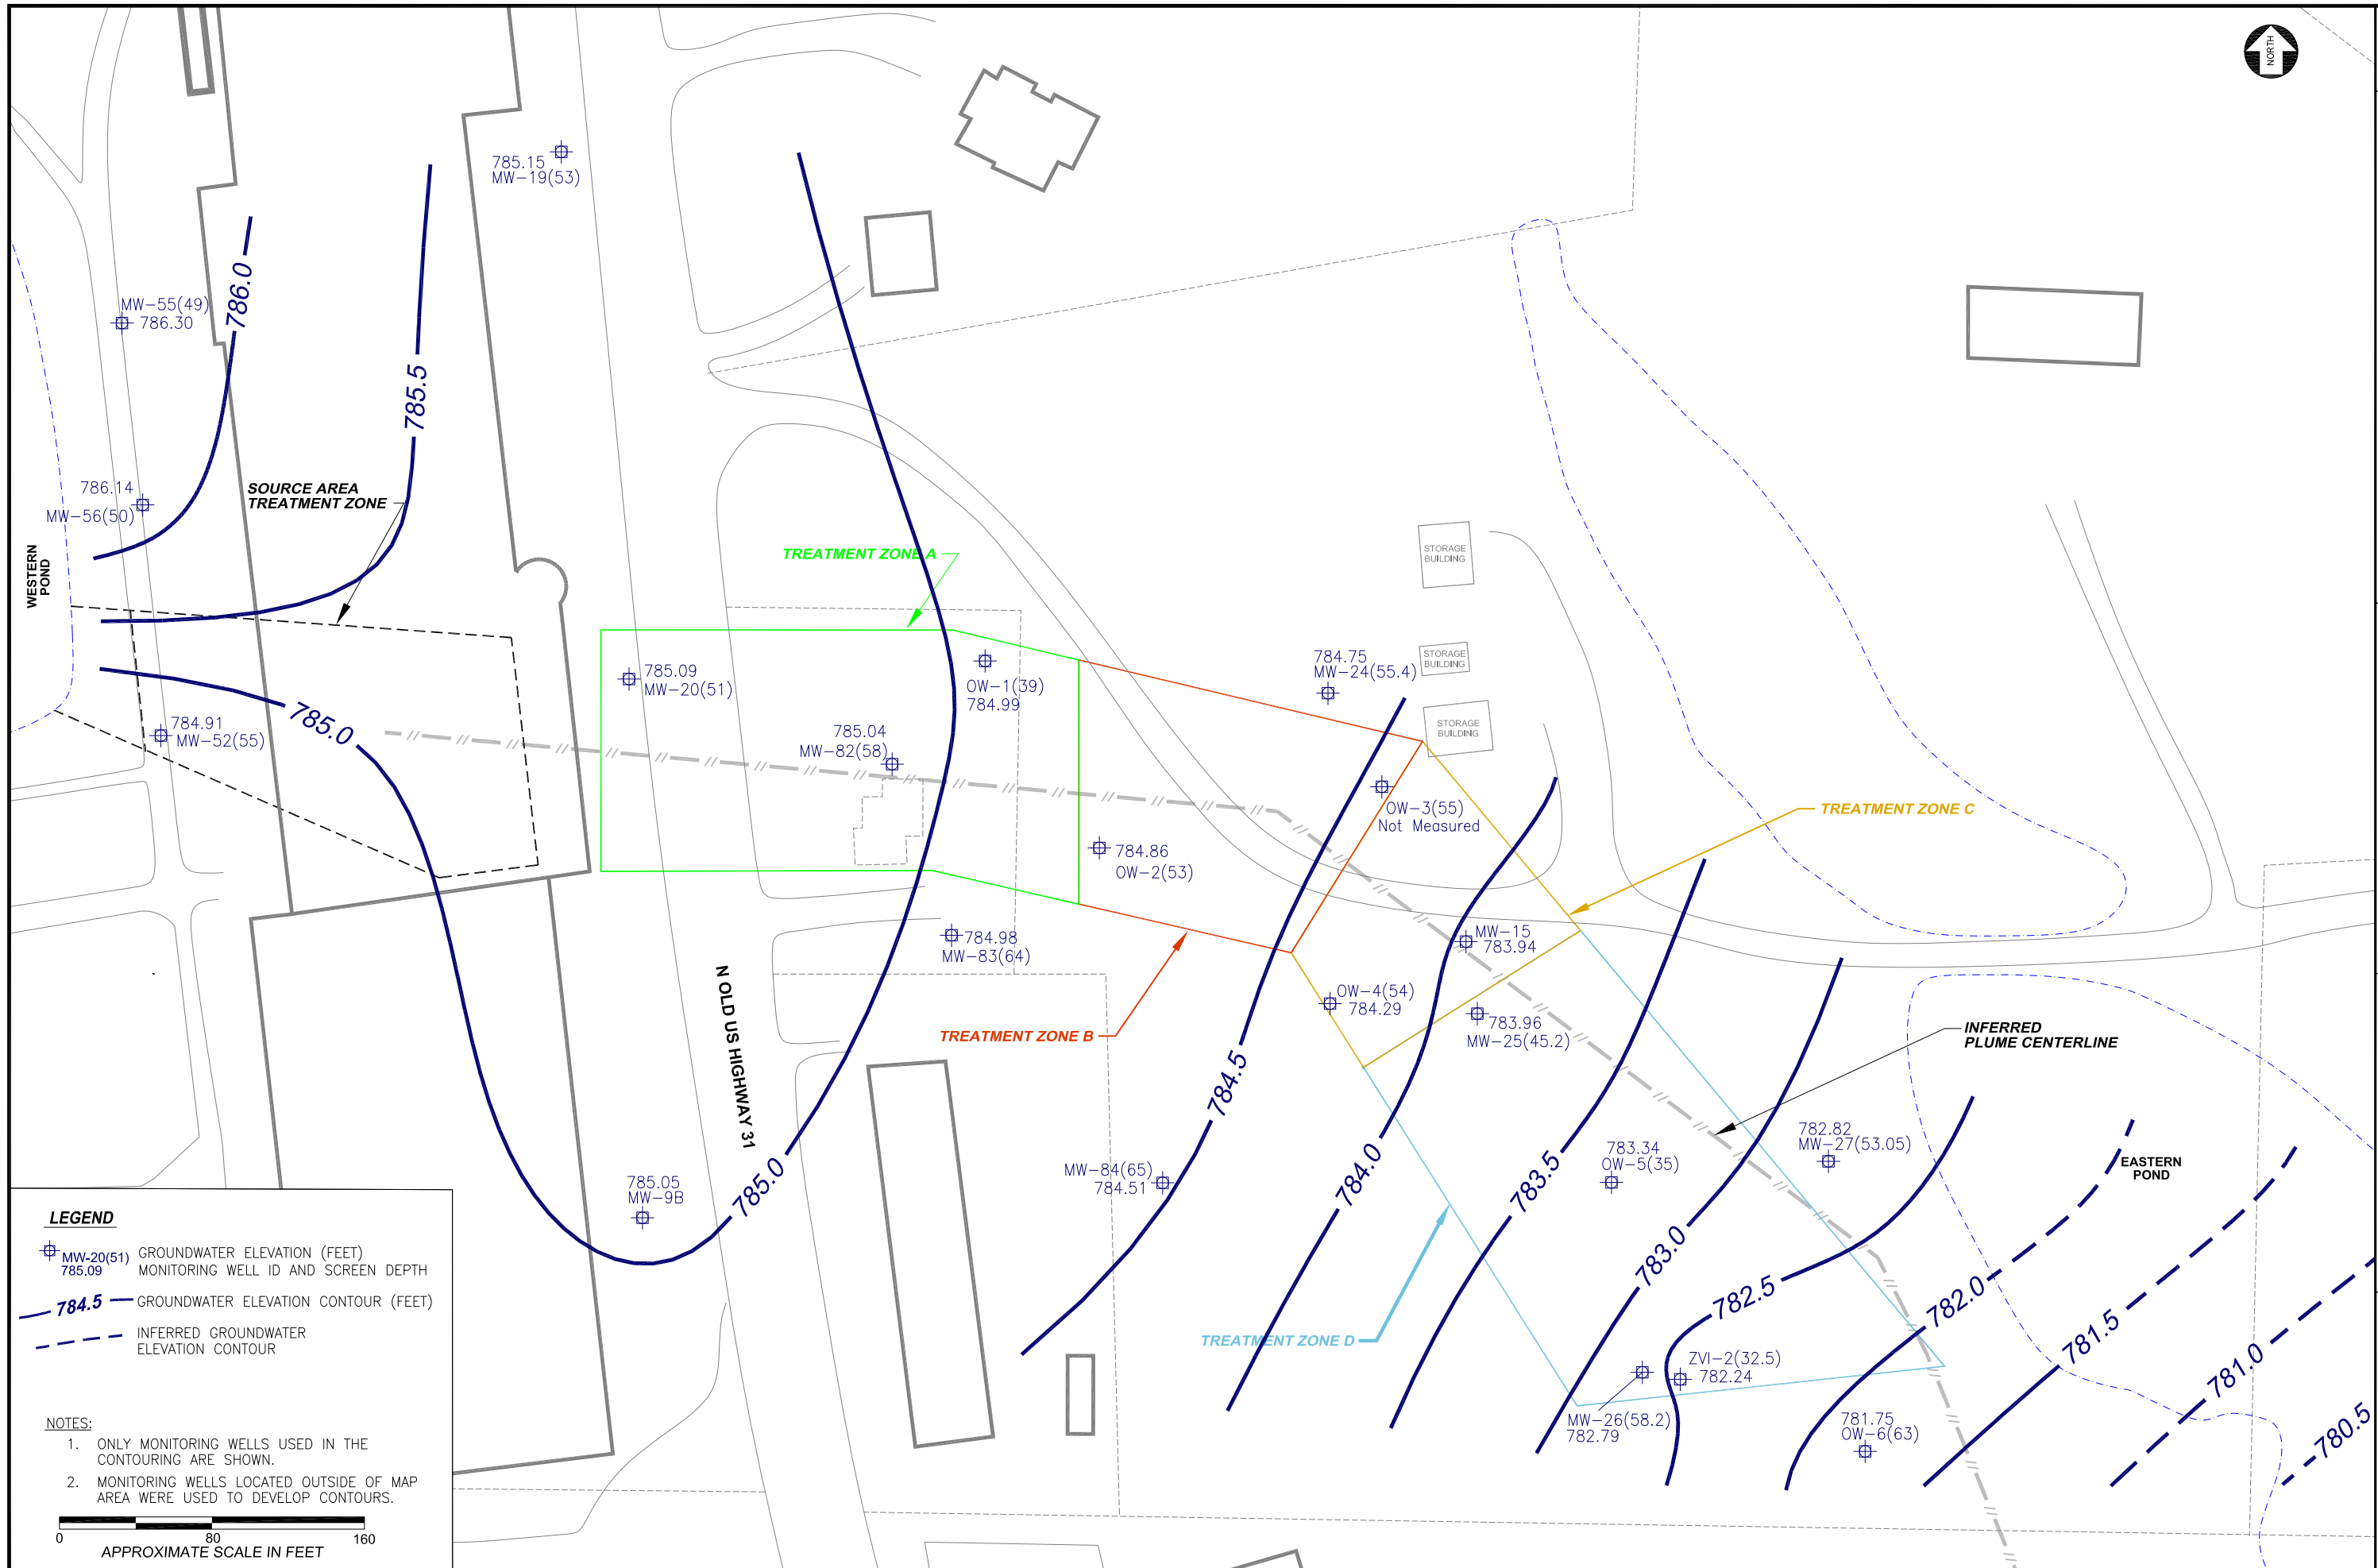 NORTH
785.15
MW-19(53)
786.0
MW-55(49)
786.30
785.5
786.14
MW-56(50)
SOURCE AREA
TREATMENT ZONE
WESTERN
POND
TREATMENT ZONE A
STORAGE
BUILDING
STORAGE
BUILDING
STORAGE
BUILDING
785.09
MW-20(51)
OW-1(39)
784.99
784.75
MW-24(55.4)
784.91
MW-52(55)
785.0
785.04
MW-82(58)
OW-3(55)
Not Measured
TREATMENT ZONE C
784.86
OW-2(53)
784.98
MW-83(64)
MW-15
783.94
OW-4(54)
784.29
783.96
MW-25(45.2)
N OLD US HIGHWAY 31
TREATMENT ZONE B
INFERRED
PLUME CENTERLINE
784.5
784.0
783.5
783.0
782.5
782.0
781.5
781.0
780.5
785.0
785.05
MW-9B
MW-84(65)
784.51
783.34
OW-5(35)
782.82
MW-27(53.05)
EASTERN
POND
TREATMENT ZONE D
ZVI-2(32.5)
782.24
MW-26(58.2)
782.79
781.75
OW-6(63)
LEGEND
MW-20(51)
785.09
GROUNDWATER ELEVATION (FEET)
MONITORING WELL ID AND SCREEN DEPTH
784.5
GROUNDWATER ELEVATION CONTOUR (FEET)
INFERRED GROUNDWATER
ELEVATION CONTOUR
NOTES:
1. ONLY MONITORING WELLS USED IN THE
CONTOURING ARE SHOWN.
2. MONITORING WELLS LOCATED OUTSIDE OF MAP
AREA WERE USED TO DEVELOP CONTOURS.
0 80 160
APPROXIMATE SCALE IN FEET